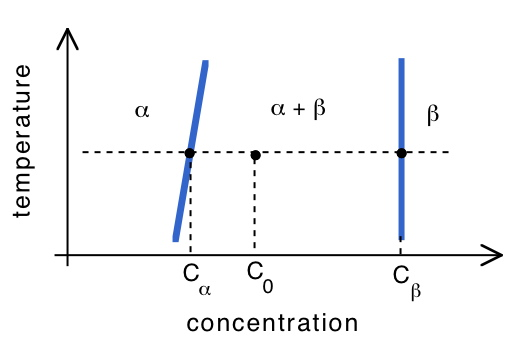 temperature
α
α + β
β
Cα
C0
Cβ
concentration